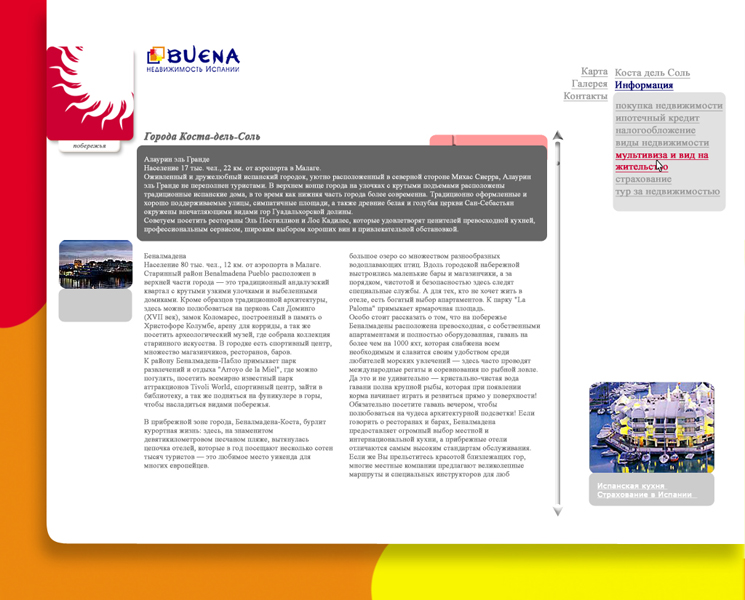 BUENA
НЕДВИЖИМОСТЬ ИСПАНИИ
побережья
Карта
Галерея
Контакты
Коста дель Соль
Информация
покупка недвижимости
ипотечный кредит
налогообложение
виды недвижимости
мультивиза и вид на
жительство
страхование
тур за недвижимостью
Города Коста-дель-Соль
Алаурин эль Гранде
Население 17 тыс. чел., 22 км. от аэропорта в Малаге.
Оживленный и дружелюбный испанский городок, уютно расположенный в северной стороне Михас Сиерра, Алаурин
эль Гранде не переполнен туристами. В верхнем конце города на улочках с крутыми подъемами расположены
традиционные испанские дома, в то время как нижняя часть города более современна. Традиционно оформленные и
хорошо поддерживаемые улицы, симпатичные площади, а также древние белая и голубая церкви Сан-Себастьян
окружены впечатляющими видами гор Гуадальхорской долины.
Советуем посетить рестораны Эль Постиллион и Лос Кадилес, которые удовлетворят ценителей превосходной кухней,
профессиональным сервисом, широким выбором хороших вин и привлекательной обстановкой.
Беналмадена
Население 80 тыс. чел., 12 км. от аэропорта в Малаге.
Старинный район Benalmadena Pueblo расположен в
верхней части города — это традиционный андалузский
квартал с крутыми узкими улочками и выбеленными
домиками. Кроме образцов традиционной архитектуры,
здесь можно полюбоваться на церковь Сан Доминго
(XVII век), замок Коломарес, построенный в память о
Христофоре Колумбе, арену для корриды, а так же
посетить археологический музей, где собрана коллекция
старинного искусства. В городке есть спортивный центр,
множество магазинчиков, ресторанов, баров.
К району Беналмадена-Пабло примыкает парк
развлечений и отдыха "Arroyo de la Miel", где можно
погулять, посетить всемирно известный парк
аттракционов Tivoli World, спортивный центр, зайти в
библиотеку, а так же подняться на фуникулере в горы,
чтобы насладиться видами побережья.
В прибрежной зоне города, Беналмадена-Коста, бурлит
курортная жизнь: здесь, на знаменитом
девятикилометровом песчаном пляже, вытянулась
цепочка отелей, которые в год посещают несколько сотен
тысяч туристов — это любимое место уикенда для
многих европейцев.
большое озеро со множеством разнообразных
водоплавающих птиц. Вдоль городской набережной
выстроились маленькие бары и магазинчики, а за
порядком, чистотой и безопасностью здесь следят
специальные службы. А для тех, кто не хочет жить в
отеле, есть богатый выбор апартаментов. К парку "La
Paloma" примыкает ярмарочная площадь.
Особо стоит рассказать о том, что на побережье
Беналмадены расположена превосходная, с собственными
апартаментами и полностью оборудованная, гавань на
более чем на 1000 яхт, которая снабжена всем
необходимым и славится своим удобством среди
любителей морских увлечений — здесь часто проводят
международные регаты и соревнования по рыбной ловле.
Да это и не удивительно — кристально-чистая вода
гавани полна крупной рыбы, которая при появлении
корма начинает играть и резвиться прямо у поверхности!
Обязательно посетите гавань вечером, чтобы
полюбоваться на чудеса архитектурной подсветки! Если
говорить о ресторанах и барах, Беналмадена
предоставляет огромный выбор местной и
интернациональной кухни, а прибрежные отели
отличаются самым высоким стандартам обслуживания.
Если же Вы прельститесь красотой близлежащих гор,
многие местные компании предлагают великолепные
маршруты и специальных инструкторов для люб
Испанская кухня
Страхование в Испании